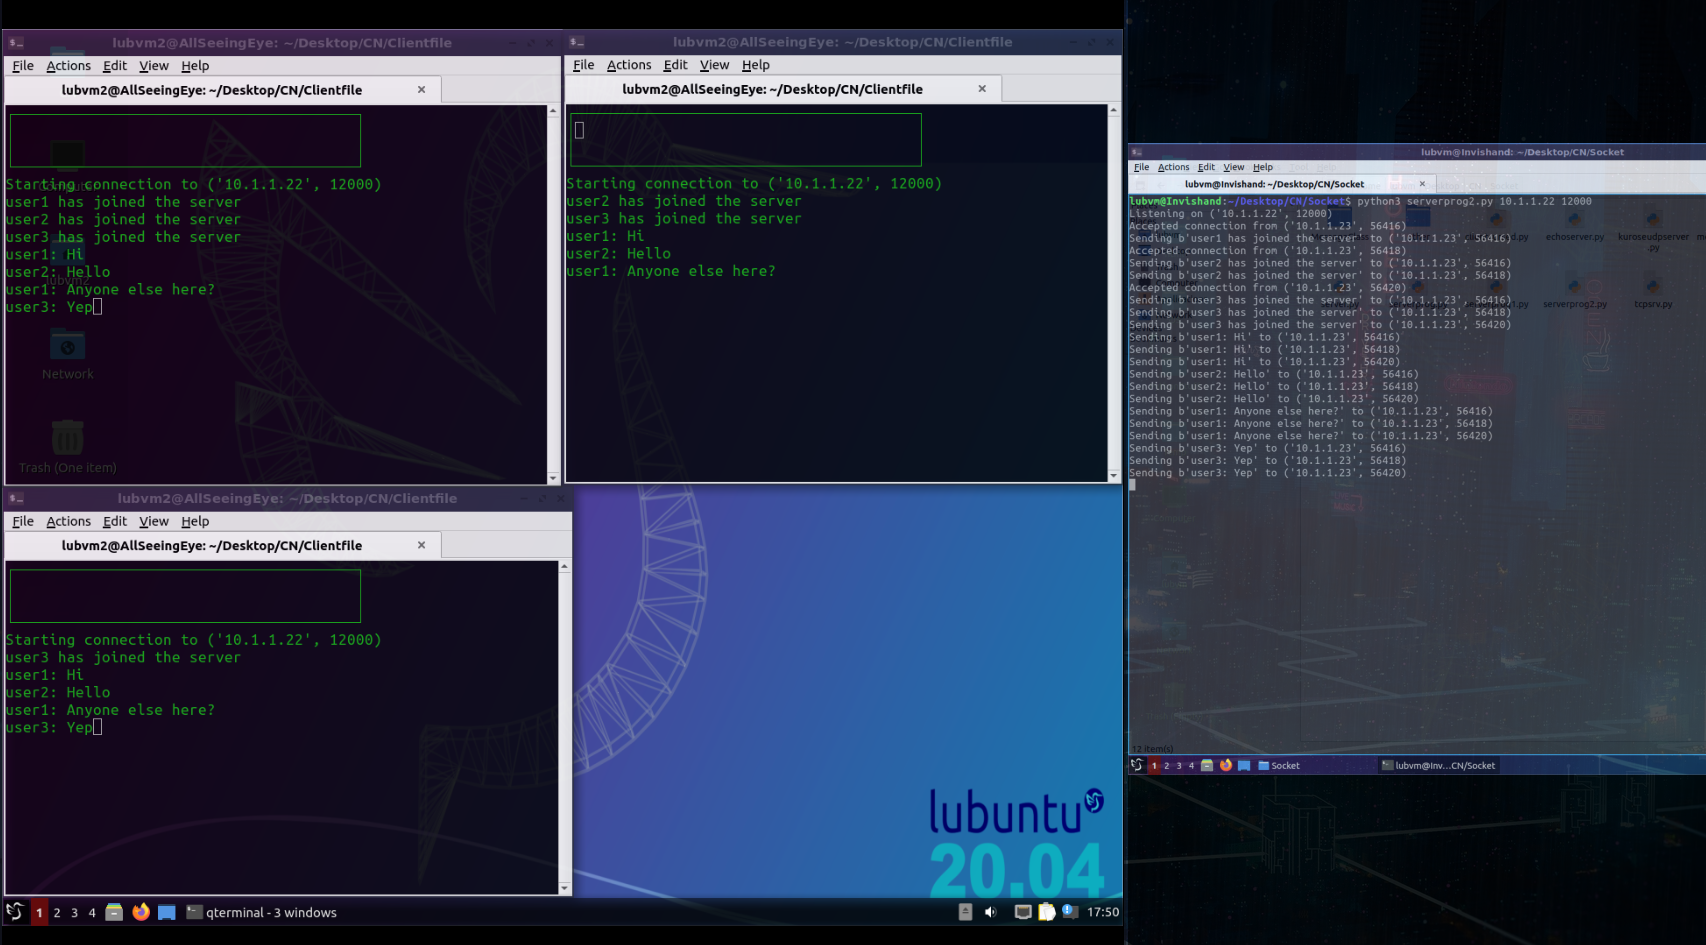 lubvm2@AllSeeingEye: ~/Desktop/CN/Clientfile
File Actions Edit View Help
lubvm2@AllSeeingEye: ~/Desktop/CN/Clientfile
Starting connection to ('10.1.1.22', 12000)
user1 has joined the server
user2 has joined the server
user3 has joined the server
user1: Hi
user2: Hello
user1: Anyone else here?
user3: Yep
Network
Trash (One item)
lubvm2@AllSeeingEye: ~/Desktop/CN/Clientfile
File Actions Edit View Help
lubvm2@AllSeeingEye: ~/Desktop/CN/Clientfile
Starting connection to ('10.1.1.22', 12000)
user2 has joined the server
user3 has joined the server
user1: Hi
user2: Hello
user1: Anyone else here?
lubvm2@AllSeeingEye: ~/Desktop/CN/Clientfile
File Actions Edit View Help
lubvm2@AllSeeingEye: ~/Desktop/CN/Clientfile
Starting connection to ('10.1.1.22', 12000)
user3 has joined the server
user1: Hi
user2: Hello
user1: Anyone else here?
user3: Yep
lubuntu
20.04
1 2 3 4 qterminal - 3 windows 17:50
lubvm@Invishand: ~/Desktop/CN/Socket
File Actions Edit View Help
lubvm@Invishand: ~/Desktop/CN/Socket
lubvm@Invishand:~/Desktop/CN/Socket$ python3 serverprog2.py 10.1.1.22 12000
Listening on ('10.1.1.22', 12000)
Accepted connection from ('10.1.1.23', 56416)
Sending b'user1 has joined the server' to ('10.1.1.23', 56416)
Accepted connection from ('10.1.1.23', 56418)
Sending b'user2 has joined the server' to ('10.1.1.23', 56416)
Sending b'user2 has joined the server' to ('10.1.1.23', 56418)
Accepted connection from ('10.1.1.23', 56420)
Sending b'user3 has joined the server' to ('10.1.1.23', 56416)
Sending b'user3 has joined the server' to ('10.1.1.23', 56418)
Sending b'user3 has joined the server' to ('10.1.1.23', 56420)
Sending b'user1: Hi' to ('10.1.1.23', 56416)
Sending b'user1: Hi' to ('10.1.1.23', 56418)
Sending b'user1: Hi' to ('10.1.1.23', 56420)
Sending b'user2: Hello' to ('10.1.1.23', 56416)
Sending b'user2: Hello' to ('10.1.1.23', 56418)
Sending b'user2: Hello' to ('10.1.1.23', 56420)
Sending b'user1: Anyone else here?' to ('10.1.1.23', 56416)
Sending b'user1: Anyone else here?' to ('10.1.1.23', 56418)
Sending b'user1: Anyone else here?' to ('10.1.1.23', 56420)
Sending b'user3: Yep' to ('10.1.1.23', 56416)
Sending b'user3: Yep' to ('10.1.1.23', 56418)
Sending b'user3: Yep' to ('10.1.1.23', 56420)
echoserver.py
kuroseudpserver.py
serverprog2.py
tcpsrv.py
12 item(s)
1 2 3 4 Socket lubvm@Inv...CN/Socket